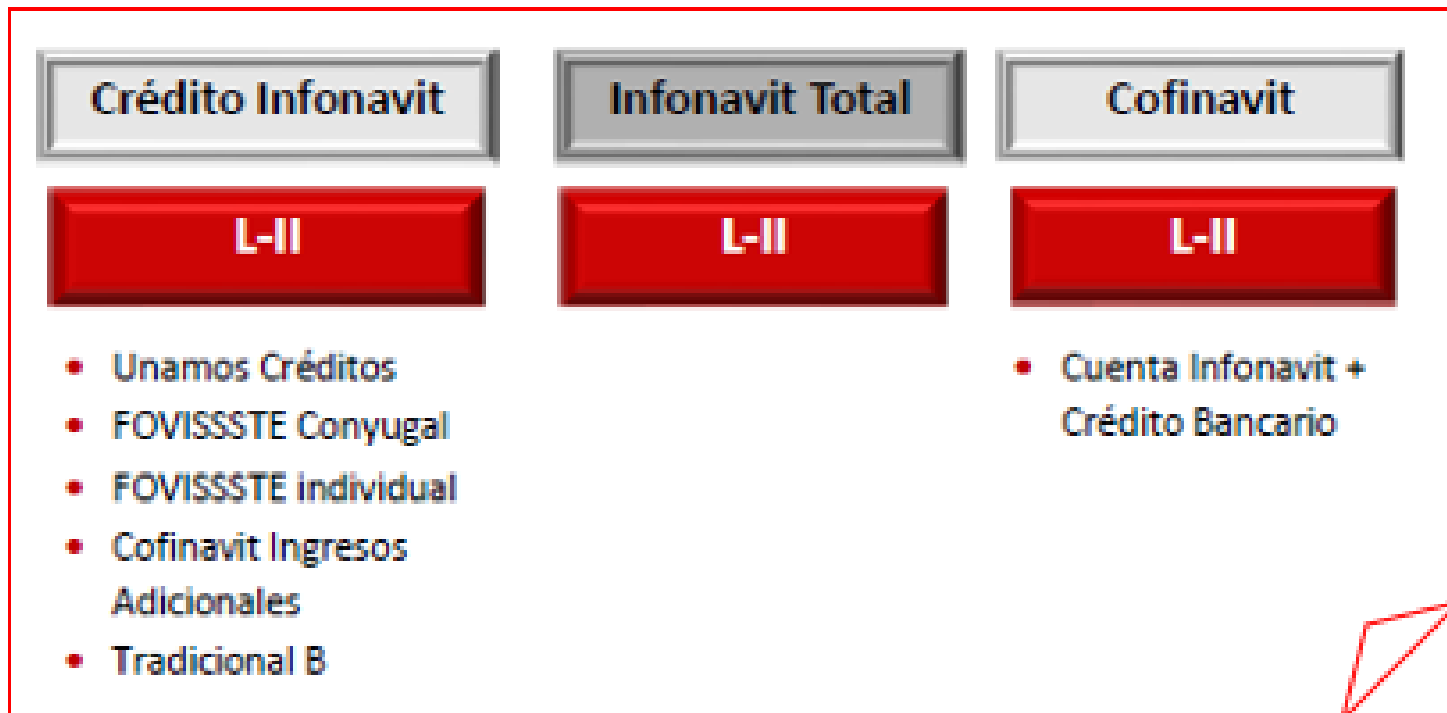 Crédito Infonavit
Infonavit Total
Cofinavit
L-II
L-II
L-II
• Unamos Créditos
• FOVISSSTE Conyugal
• FOVISSSTE individual
• Cofinavit Ingresos
Adicionales
• Tradicional B
• Cuenta Infonavit +
Crédito Bancario